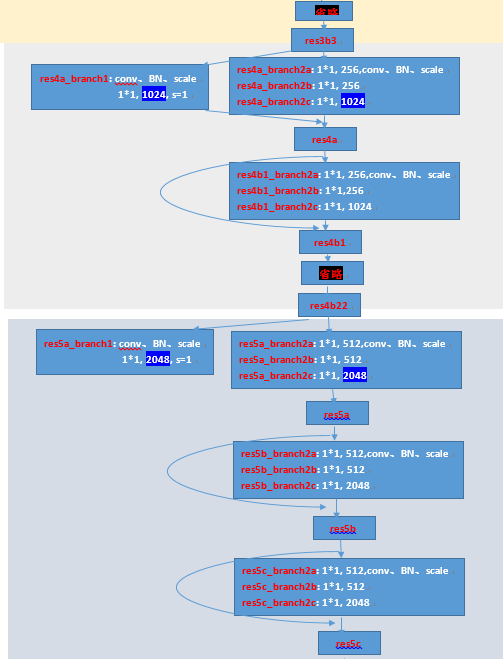 省略
res3b3
res4a_branch1: conv、BN、scale
1*1, 1024, s=1
res4a_branch2a: 1*1, 256,conv、BN、scale
res4a_branch2b: 1*1, 256
res4a_branch2c: 1*1, 1024
res4a
res4b1_branch2a: 1*1, 256,conv、BN、scale
res4b1_branch2b: 1*1,256
res4b1_branch2c: 1*1, 1024
res4b1
省略
res4b22
res5a_branch1: conv、BN、scale
1*1, 2048, s=1
res5a_branch2a: 1*1, 512,conv、BN、scale
res5a_branch2b: 1*1, 512
res5a_branch2c: 1*1, 2048
res5a
res5b_branch2a: 1*1, 512,conv、BN、scale
res5b_branch2b: 1*1, 512
res5b_branch2c: 1*1, 2048
res5b
res5c_branch2a: 1*1, 512,conv、BN、scale
res5c_branch2b: 1*1, 512
res5c_branch2c: 1*1, 2048
res5c